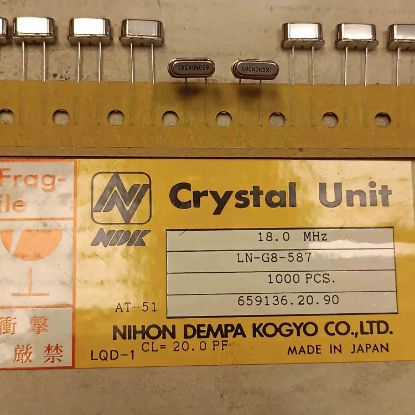 Frag-
ile
衝撃
厳禁
NDK
Crystal Unit
18.0 MHz
LN-G8-587
1000 PCS.
659136.20.90
AT-51
NIHON DEMPA KOGYO CO.,LTD.
LQD-1
CL= 20.0 PF
MADE IN JAPAN